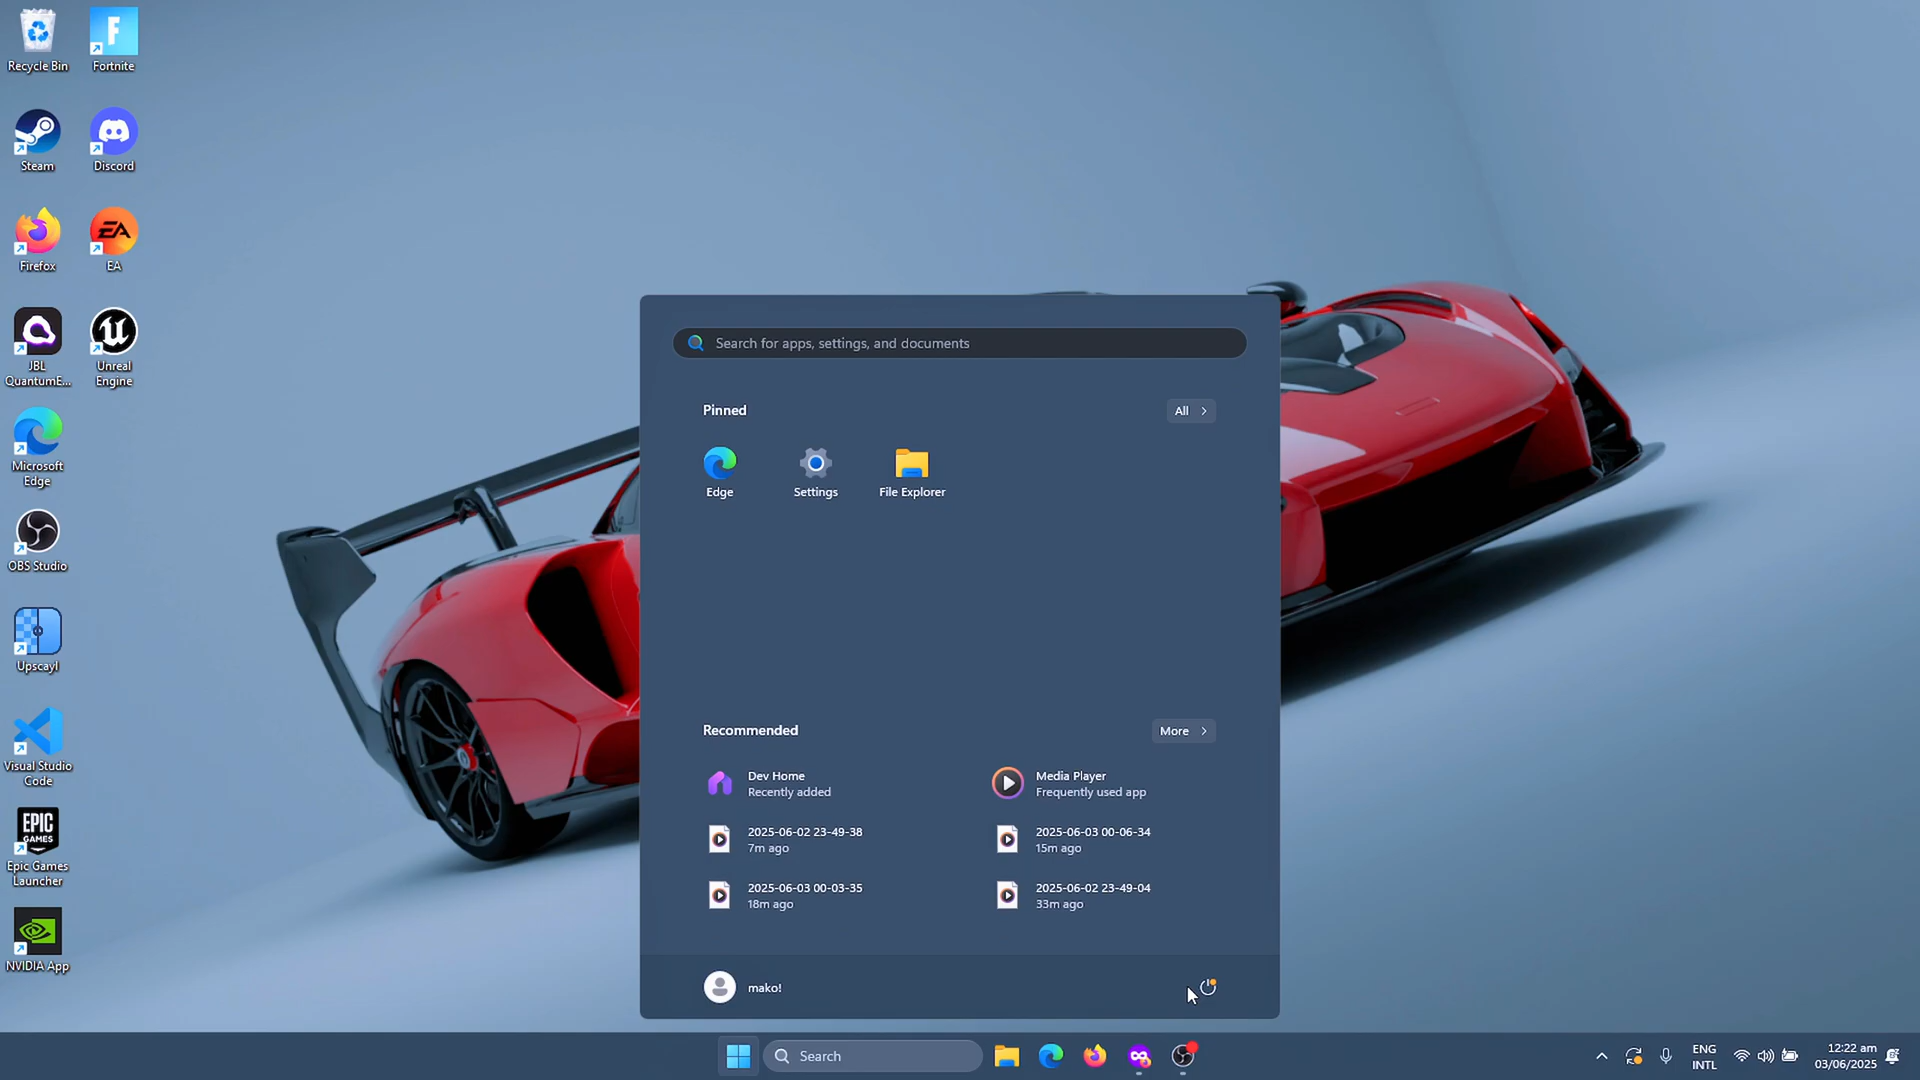 Recycle Bin
Fortnite
Steam
Discord
Firefox
EA
EA
JBL
QuantumE...
Unreal
Engine
Microsoft
Edge
OBS Studio
Upscayl
Visual Studio
Code
EPIC
GAMES
Epic Games
Launcher
NVIDIA App
Search for apps, settings, and documents
Pinned
All
Edge
Settings
File Explorer
Recommended
More
Dev Home
Recently added
Media Player
Frequently used app
2025-06-02 23-49-38
7m ago
2025-06-03 00-06-34
15m ago
2025-06-03 00-03-35
18m ago
2025-06-02 23-49-04
33m ago
mako!
Search
ENG
INTL
12:22 am
03/06/2025